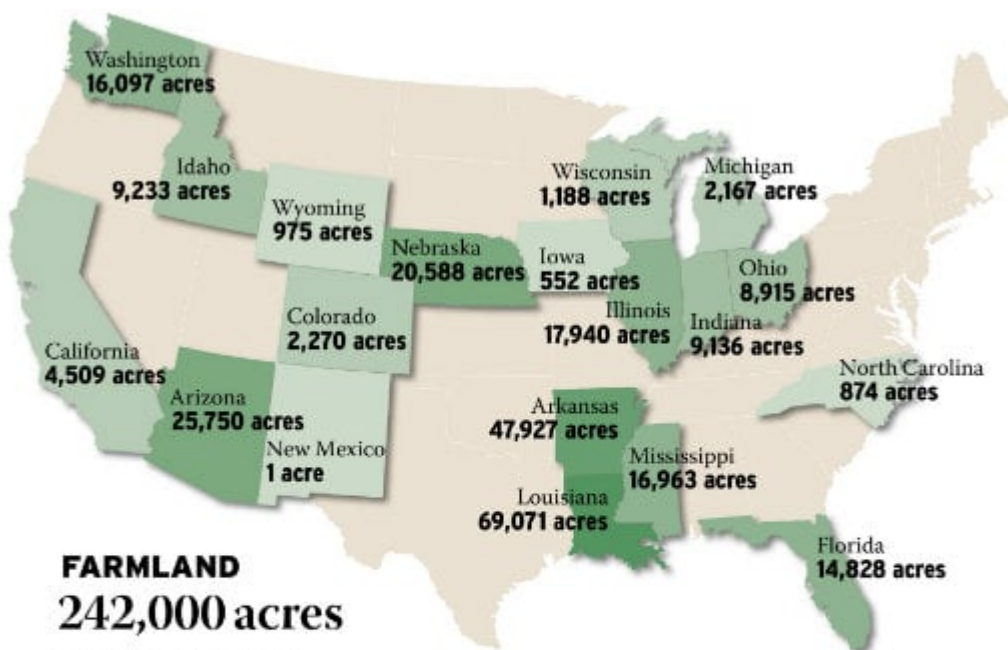 Washington
16,097 acres
Idaho
9,233 acres
Wyoming
975 acres
Nebraska
20,588 acres
Iowa
552 acres
Wisconsin
1,188 acres
Michigan
2,167 acres
Ohio
8,915 acres
Illinois
17,940 acres
Indiana
9,136 acres
Colorado
2,270 acres
California
4,509 acres
Arizona
25,750 acres
New Mexico
1 acre
Arkansas
47,927 acres
Mississippi
16,963 acres
Louisiana
69,071 acres
North Carolina
874 acres
Florida
14,828 acres
FARMLAND
242,000 acres